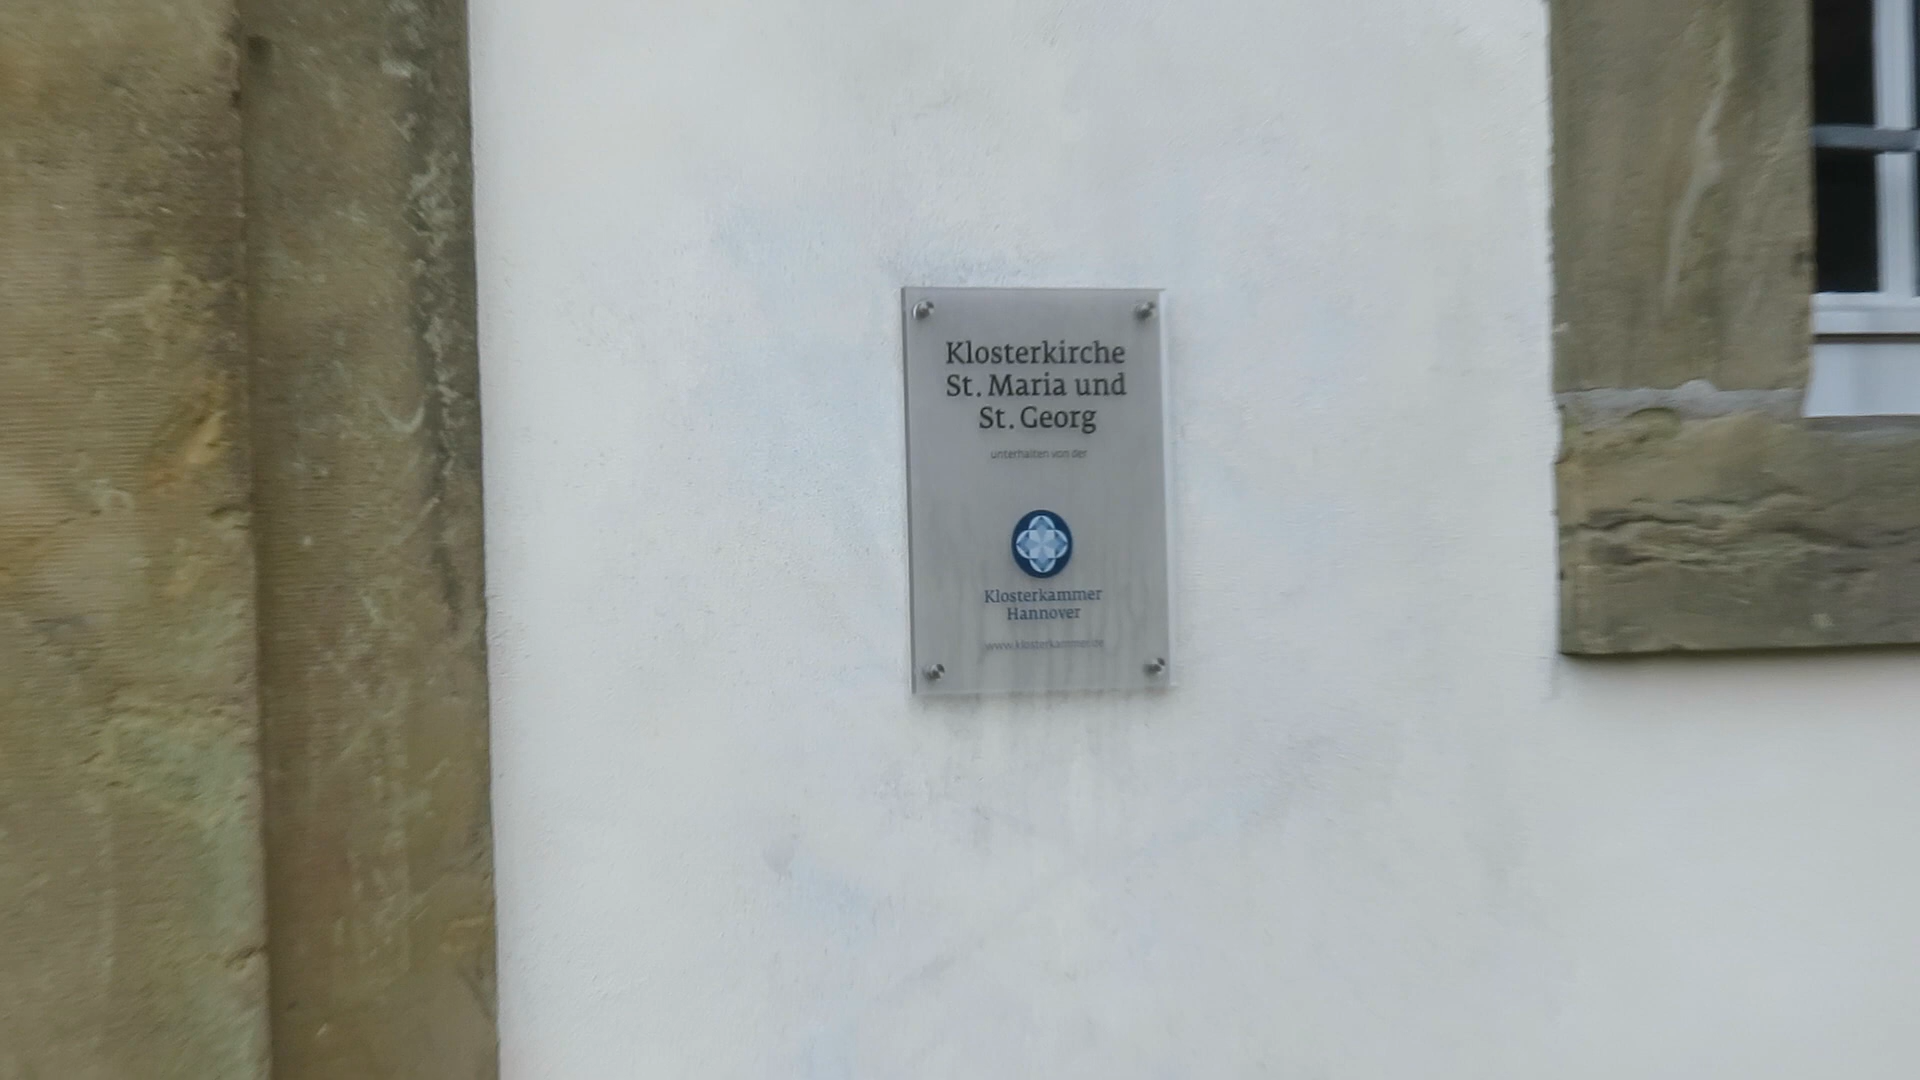 Klosterkirche
St. Maria und
St. Georg
unterhalten von der
Klosterkammer
Hannover
www.klosterkammer.de